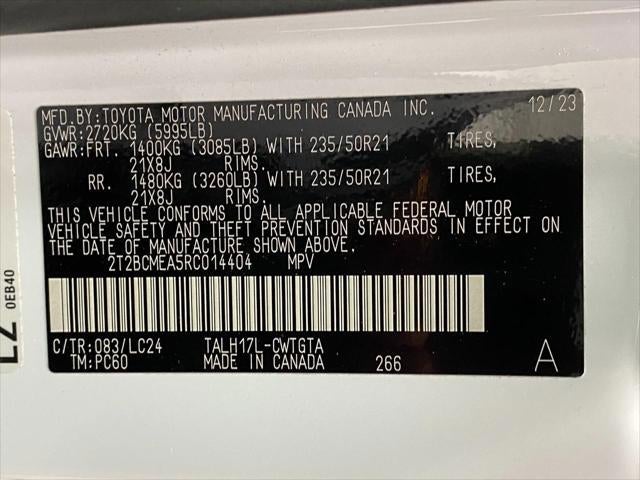 MFD.BY:TOYOTA MOTOR MANUFACTURING CANADA INC. 12/23
GVWR:2720KG (5995LB)
GAWR:FRT. 1400KG (3085LB) WITH 235/50R21 TIRES,
21X8J RIMS.
RR. 1480KG (3260LB) WITH 235/50R21 TIRES,
21X8J RIMS.
THIS VEHICLE CONFORMS TO ALL APPLICABLE FEDERAL MOTOR
VEHICLE SAFETY AND THEFT PREVENTION STANDARDS IN EFFECT ON
THE DATE OF MANUFACTURE SHOWN ABOVE.
2T2BCMEA5RC014404 MPV
C/TR:083/LC24 TALH17L-CWTGTA
TM:PC60 MADE IN CANADA 266 A
0EB40